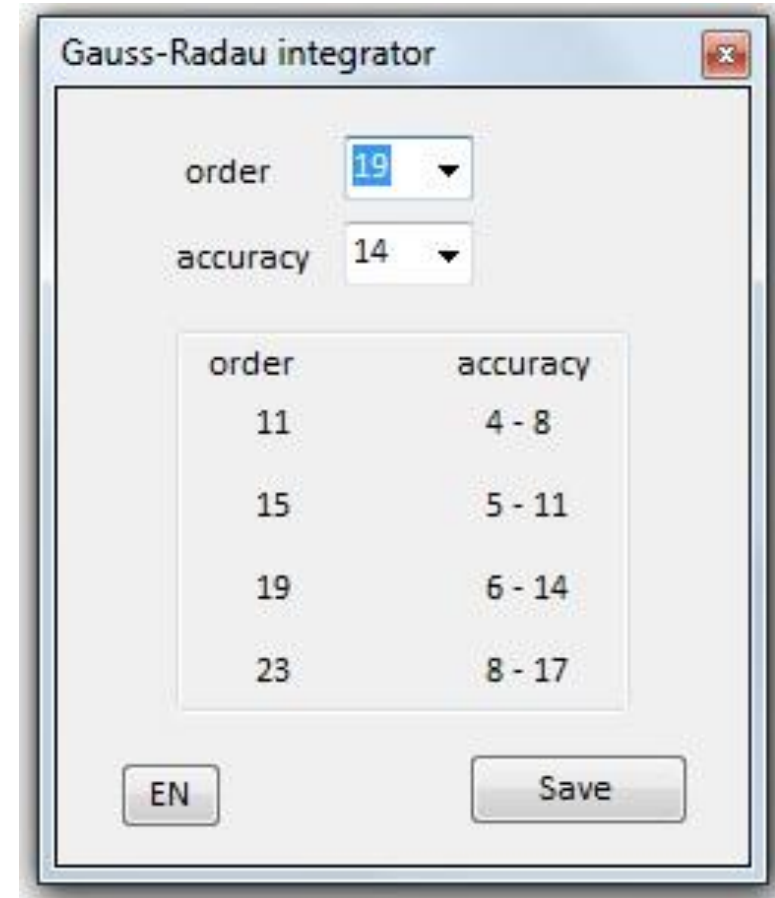 Gauss-Radau integrator
order 19
accuracy 14
order accuracy
11 4 - 8
15 5 - 11
19 6 - 14
23 8 - 17
EN Save